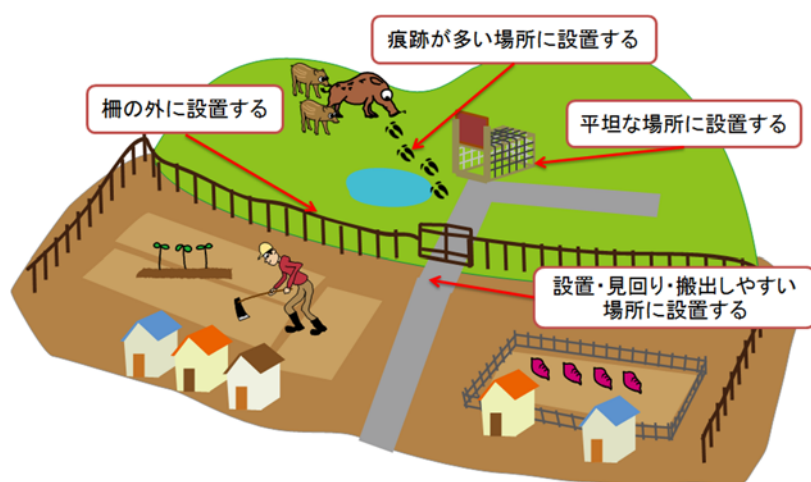 痕跡が多い場所に設置する
柵の外に設置する
平坦な場所に設置する
設置・見回り・搬出しやすい
場所に設置する